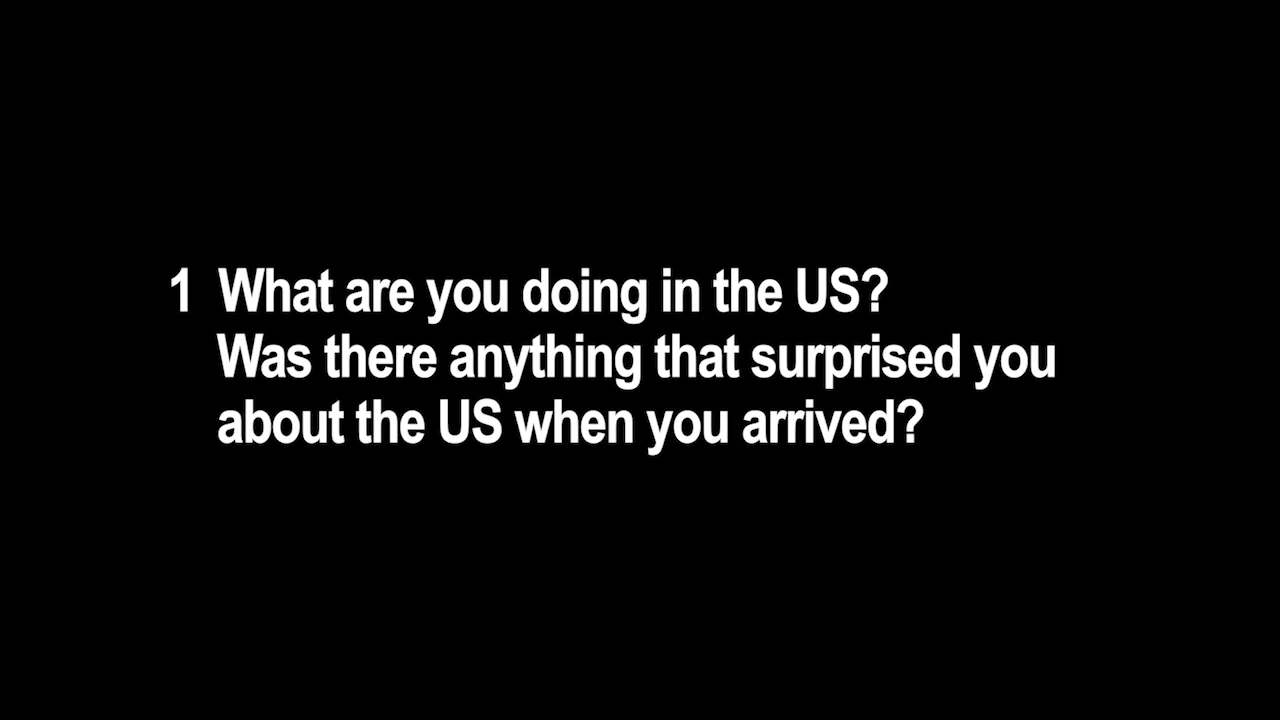 1 What are you doing in the US?
Was there anything that surprised you
about the US when you arrived?